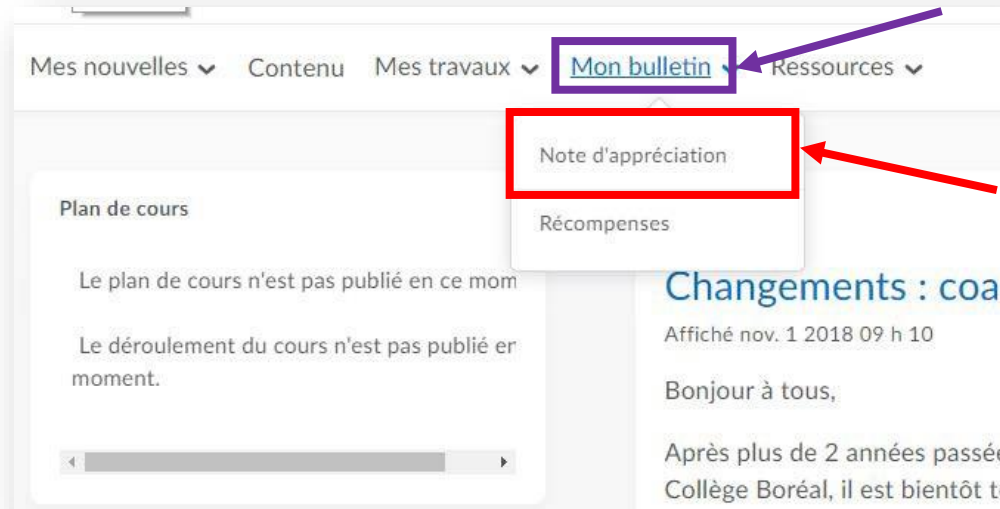 Mes nouvelles Contenu Mes travaux Mon bulletin Ressources
Note d'appréciation
Récompenses
Plan de cours
Le plan de cours n'est pas publié en ce mom
Le déroulement du cours n'est pas publié er
moment.
Changements : coa
Affiché nov. 1 2018 09 h 10
Bonjour à tous,
Après plus de 2 années passée
Collège Boréal, il est bientôt t